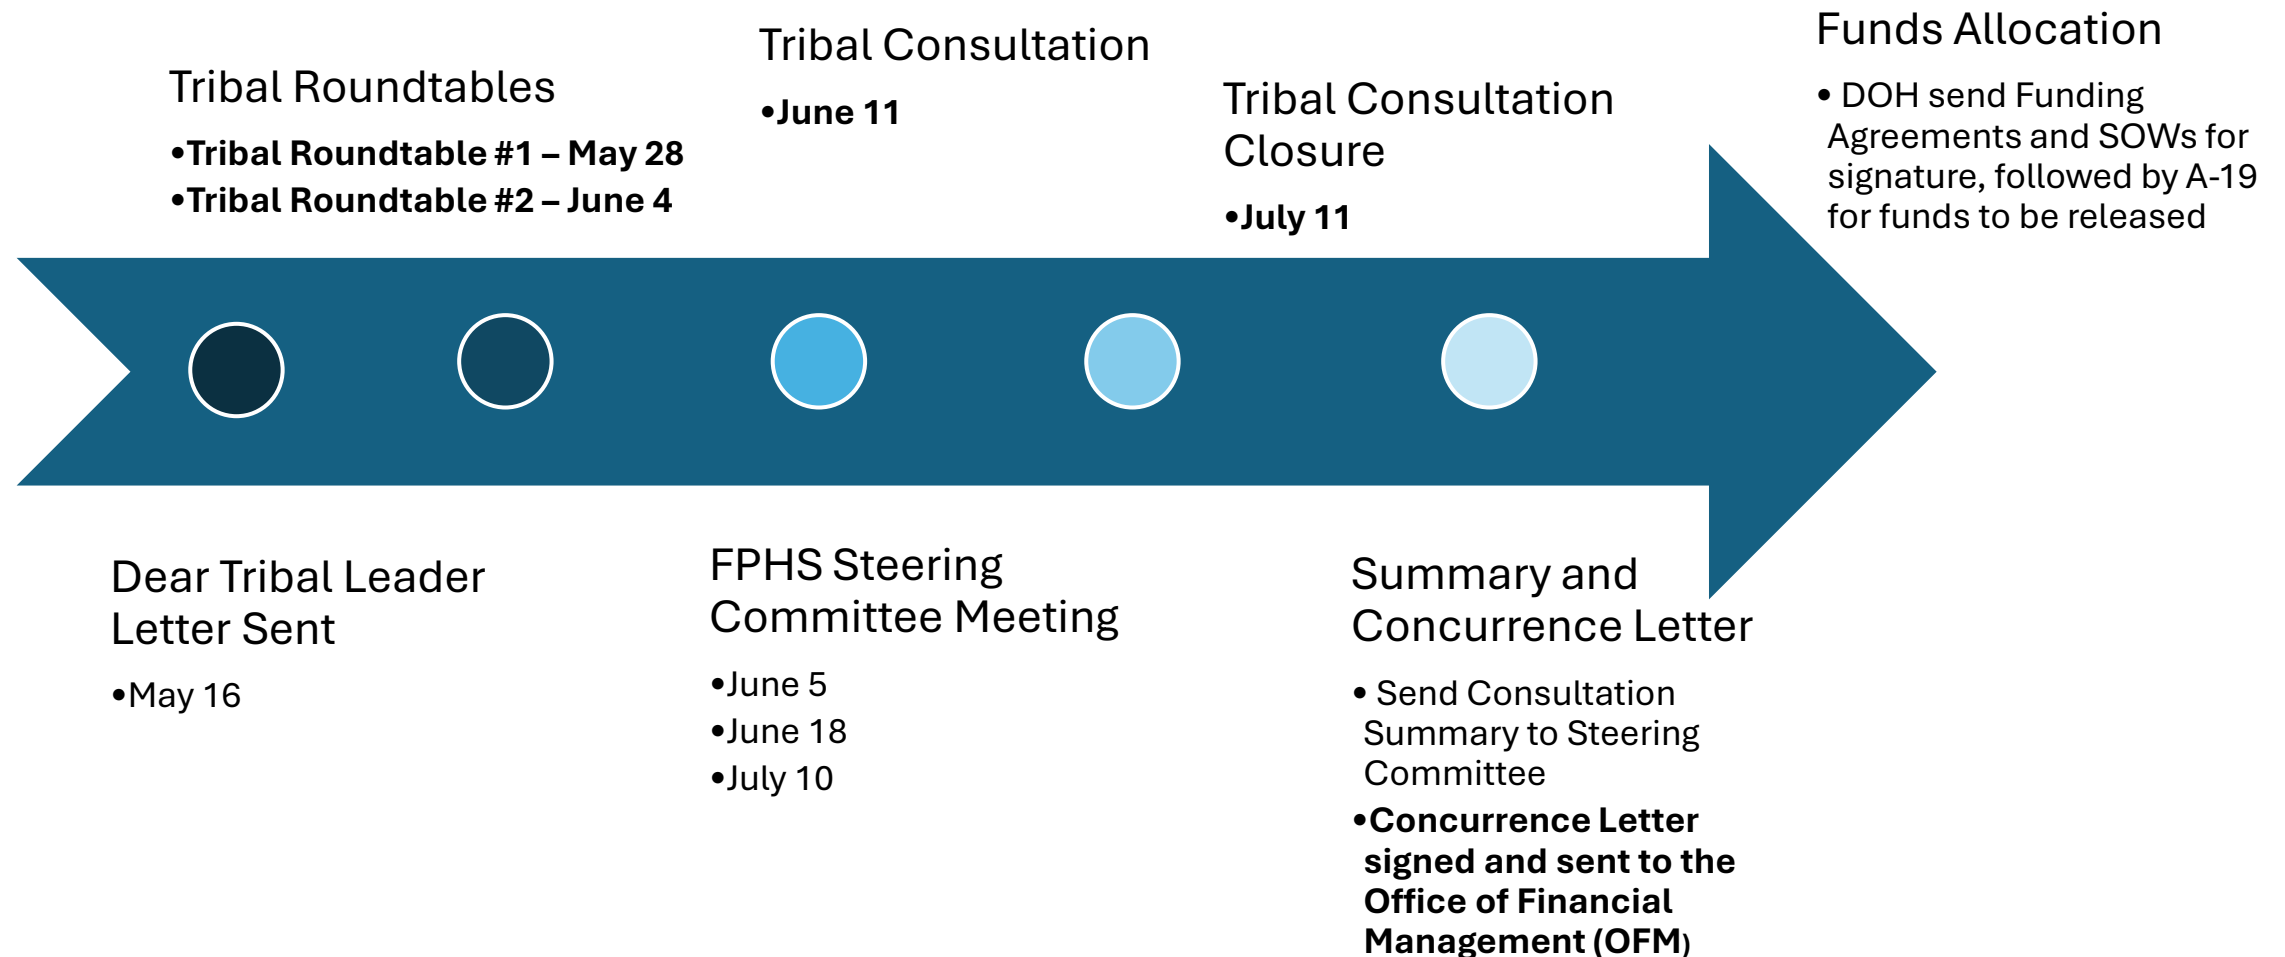 Tribal Roundtables
•Tribal Roundtable #1 – May 28
•Tribal Roundtable #2 – June 4
Tribal Consultation
•June 11
Tribal Consultation
Closure
•July 11
Funds Allocation
• DOH send Funding
Agreements and SOWs for
signature, followed by A-19
for funds to be released
Dear Tribal Leader
Letter Sent
•May 16
FPHS Steering
Committee Meeting
•June 5
•June 18
•July 10
Summary and
Concurrence Letter
• Send Consultation
Summary to Steering
Committee
•Concurrence Letter
signed and sent to the
Office of Financial
Management (OFM)